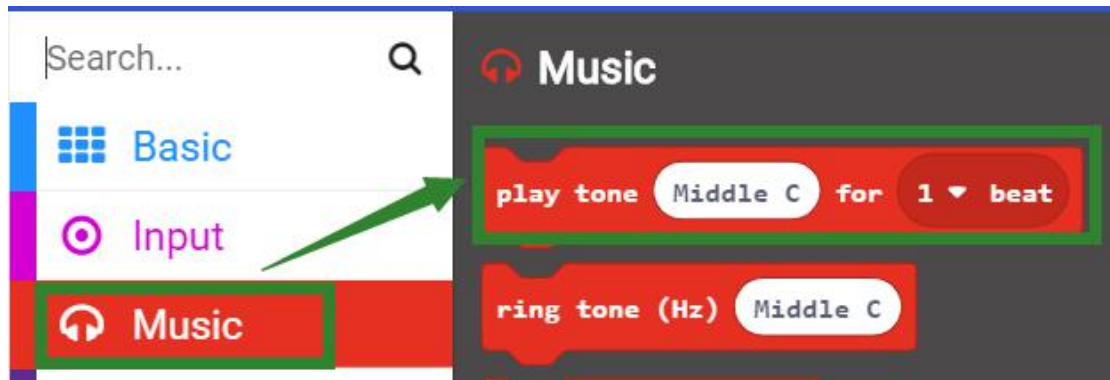 Search...
Basic
Input
Music
Music
play tone Middle C for 1 beat
ring tone (Hz) Middle C